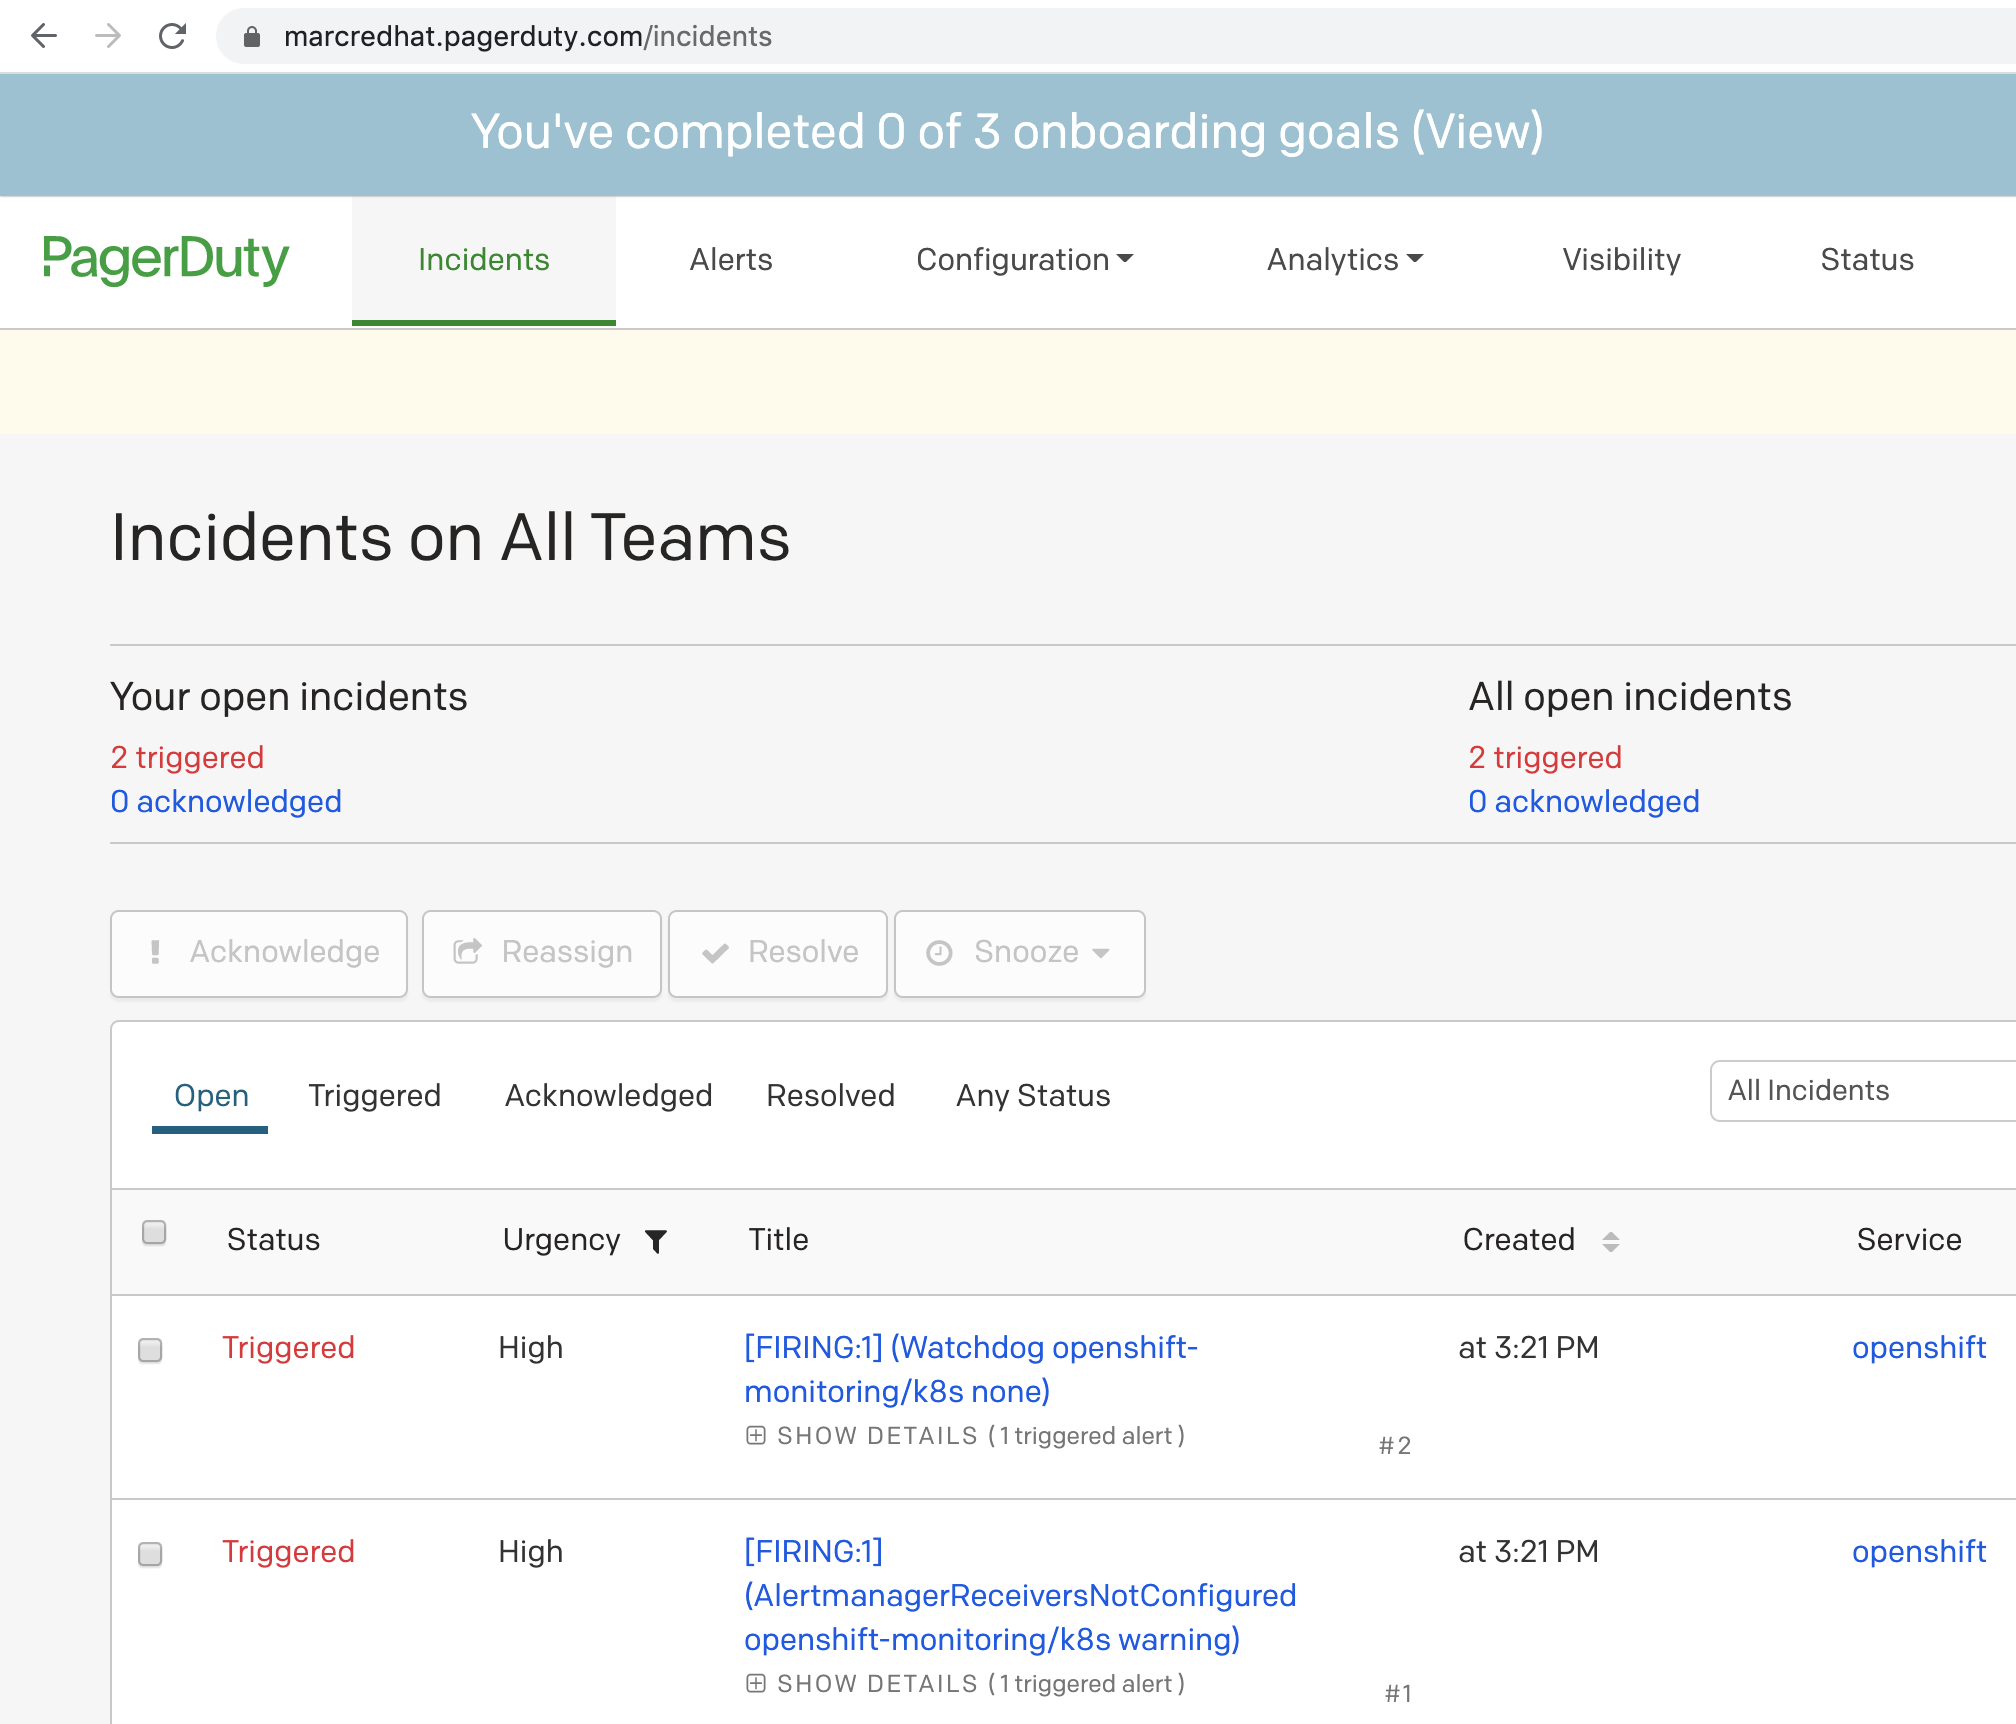 marcredhat.pagerduty.com/incidents
You've completed 0 of 3 onboarding goals (View)
PagerDuty Incidents Alerts Configuration Analytics Visibility Status
Incidents on All Teams
Your open incidents All open incidents
2 triggered 2 triggered
0 acknowledged 0 acknowledged
! Acknowledge Reassign Resolve Snooze
Open Triggered Acknowledged Resolved Any Status All Incidents
Status Urgency Title Created Service
Triggered High [FIRING:1] (Watchdog openshift- at 3:21 PM openshift
monitoring/k8s none)
SHOW DETAILS (1 triggered alert)
#2
Triggered High [FIRING:1] at 3:21 PM openshift
(AlertmanagerReceiversNotConfigured
openshift-monitoring/k8s warning)
SHOW DETAILS (1 triggered alert)
#1